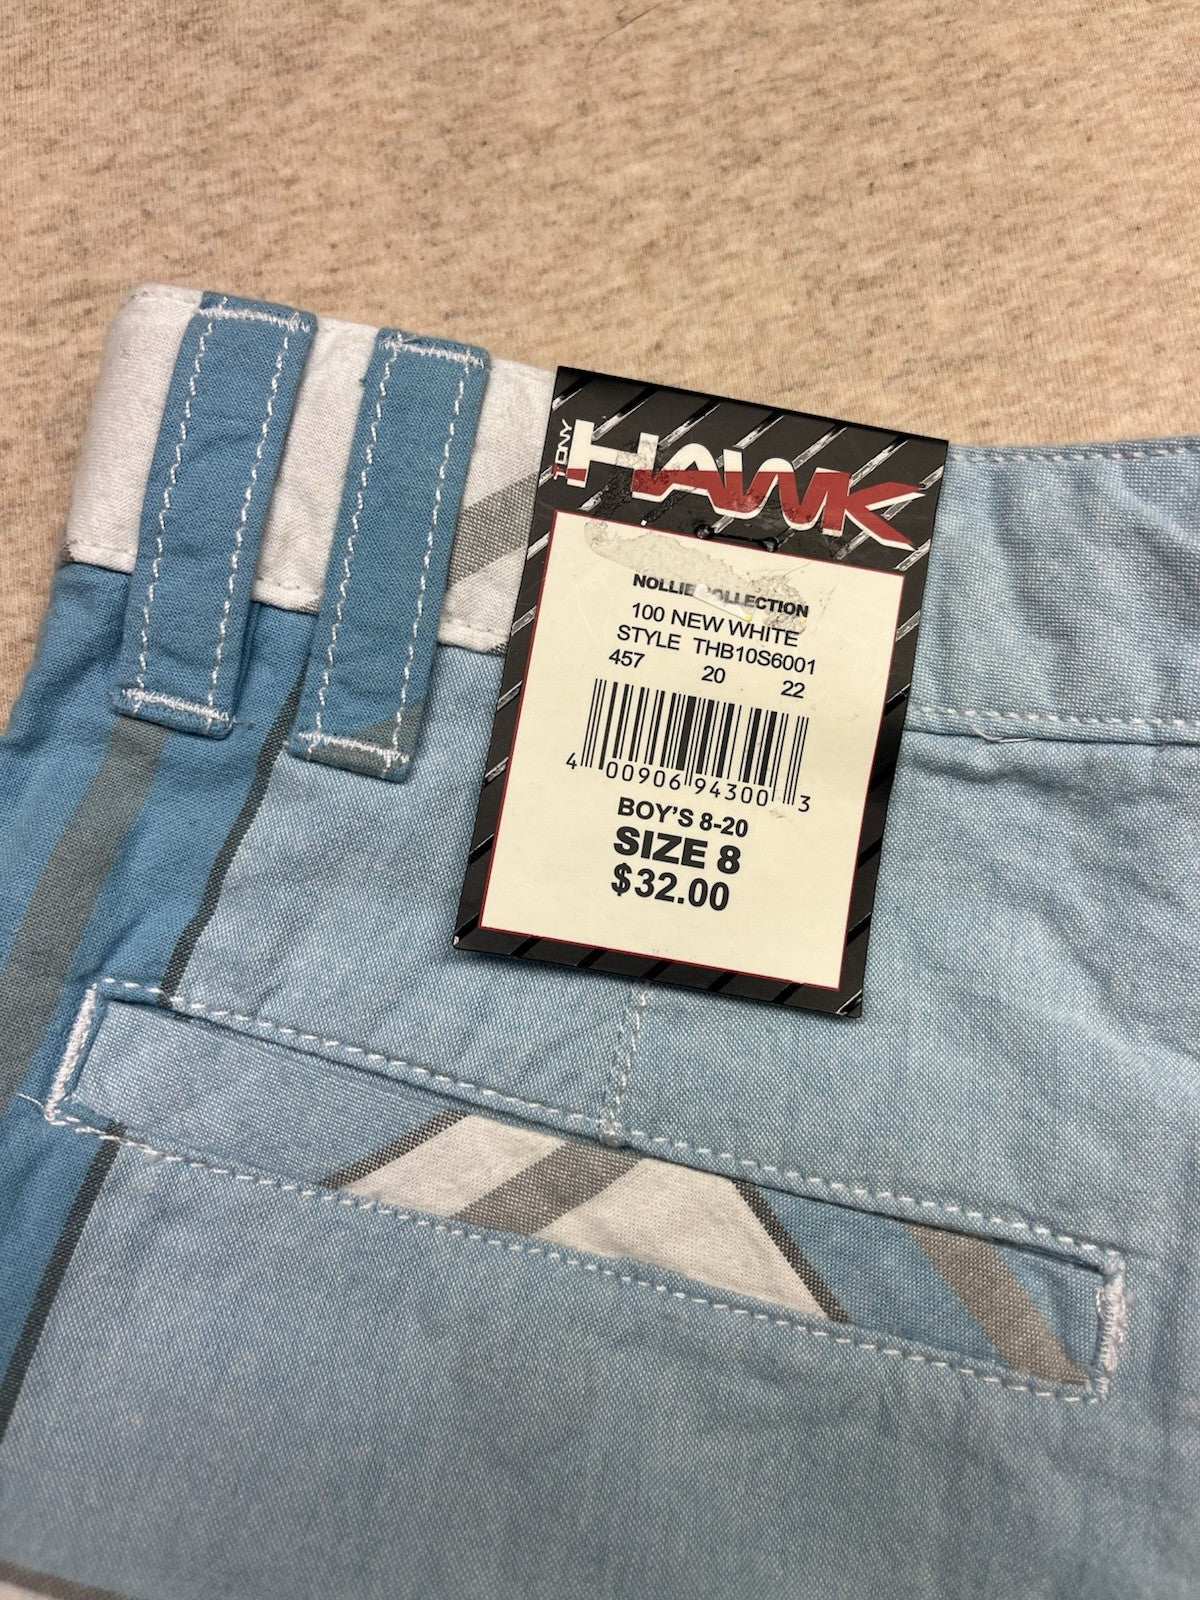 TONY HAWK
NOLLIE COLLECTION
100 NEW WHITE
STYLE THB10S6001
457 20 22
4 00906 94300 3
BOY'S 8-20
SIZE 8
$32.00